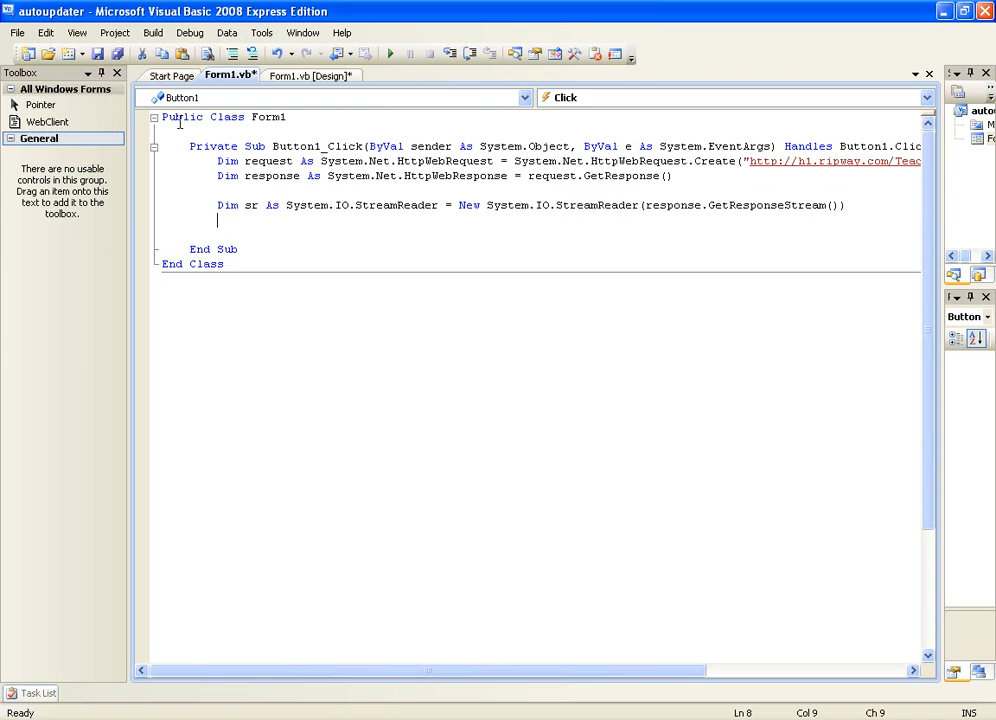 autoupdater - Microsoft Visual Basic 2008 Express Edition
File Edit View Project Build Debug Data Tools Window Help
Toolbox
Start Page Form1.vb* Form1.vb [Design]*
All Windows Forms
Pointer
WebClient
General
There are no usable
controls in this group.
Drag an item onto this
text to add it to the
toolbox.
Button1 Click
Public Class Form1
Private Sub Button1_Click(ByVal sender As System.Object, ByVal e As System.EventArgs) Handles Button1.Clic
Dim request As System.Net.HttpWebRequest = System.Net.HttpWebRequest.Create("http://h1.ripway.com/Teac
Dim response As System.Net.HttpWebResponse = request.GetResponse()
Dim sr As System.IO.StreamReader = New System.IO.StreamReader(response.GetResponseStream())
End Sub
End Class
auto
Button
Task List
Ready Ln 8 Col 9 Ch 9 INS